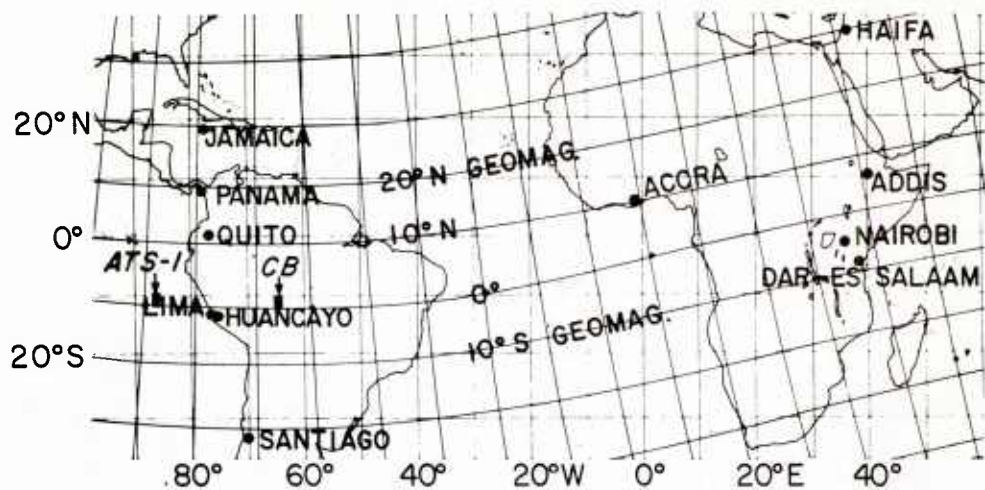 HAIFA
20°N
JAMAICA
20°N GEOMAG.
PANAMA
ACCRA
ADDIS
0°
QUITO
10°N
NAIROBI
ATS-1
CB
DAR-ES SALAAM
LIMA
HUANCAYO
0°
10°S GEOMAG.
20°S
SANTIAGO
80°
60°
40°
20°W
0°
20°E
40°